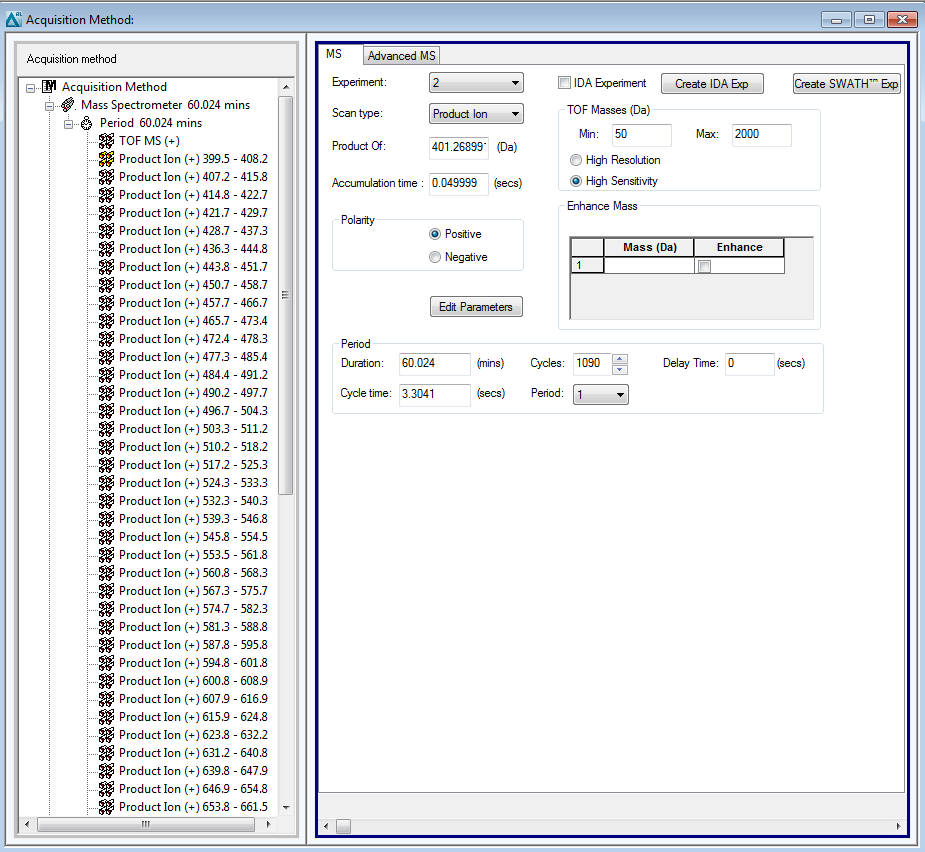 Acquisition Method:
Acquisition method
Acquisition Method
Mass Spectrometer 60.024 mins
Period 60.024 mins
TOF MS (+)
Product Ion (+) 399.5 - 408.2
Product Ion (+) 407.2 - 415.8
Product Ion (+) 414.8 - 422.7
Product Ion (+) 421.7 - 429.7
Product Ion (+) 428.7 - 437.3
Product Ion (+) 436.3 - 444.8
Product Ion (+) 443.8 - 451.7
Product Ion (+) 450.7 - 458.7
Product Ion (+) 457.7 - 466.7
Product Ion (+) 465.7 - 473.4
Product Ion (+) 472.4 - 478.3
Product Ion (+) 477.3 - 485.4
Product Ion (+) 484.4 - 491.2
Product Ion (+) 490.2 - 497.7
Product Ion (+) 496.7 - 504.3
Product Ion (+) 503.3 - 511.2
Product Ion (+) 510.2 - 518.2
Product Ion (+) 517.2 - 525.3
Product Ion (+) 524.3 - 533.3
Product Ion (+) 532.3 - 540.3
Product Ion (+) 539.3 - 546.8
Product Ion (+) 545.8 - 554.5
Product Ion (+) 553.5 - 561.8
Product Ion (+) 560.8 - 568.3
Product Ion (+) 567.3 - 575.7
Product Ion (+) 574.7 - 582.3
Product Ion (+) 581.3 - 588.8
Product Ion (+) 587.8 - 595.8
Product Ion (+) 594.8 - 601.8
Product Ion (+) 600.8 - 608.9
Product Ion (+) 607.9 - 616.9
Product Ion (+) 615.9 - 624.8
Product Ion (+) 623.8 - 632.2
Product Ion (+) 631.2 - 640.8
Product Ion (+) 639.8 - 647.9
Product Ion (+) 646.9 - 654.8
Product Ion (+) 653.8 - 661.5
MS Advanced MS
Experiment: 2
Scan type: Product Ion
Product Of: 401.26899 (Da)
Accumulation time : 0.049999 (secs)
Polarity
Positive
Negative
Edit Parameters
IDA Experiment Create IDA Exp Create SWATH™ Exp
TOF Masses (Da)
Min: 50 Max: 2000
High Resolution
High Sensitivity
Enhance Mass
Mass (Da) Enhance
1
Period
Duration: 60.024 (mins) Cycles: 1090 Delay Time: 0 (secs)
Cycle time: 3.3041 (secs) Period: 1